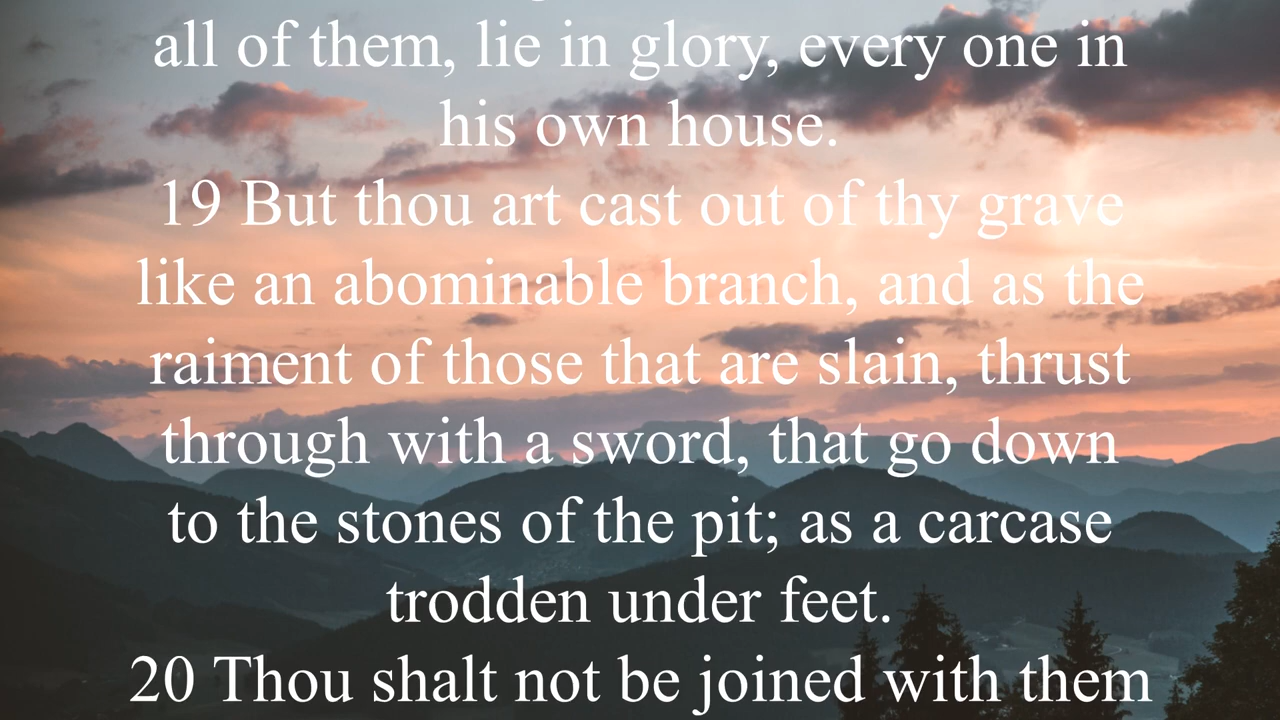 all of them, lie in glory, every one in
his own house.
19 But thou art cast out of thy grave
like an abominable branch, and as the
raiment of those that are slain, thrust
through with a sword, that go down
to the stones of the pit; as a carcase
trodden under feet.
20 Thou shalt not be joined with them